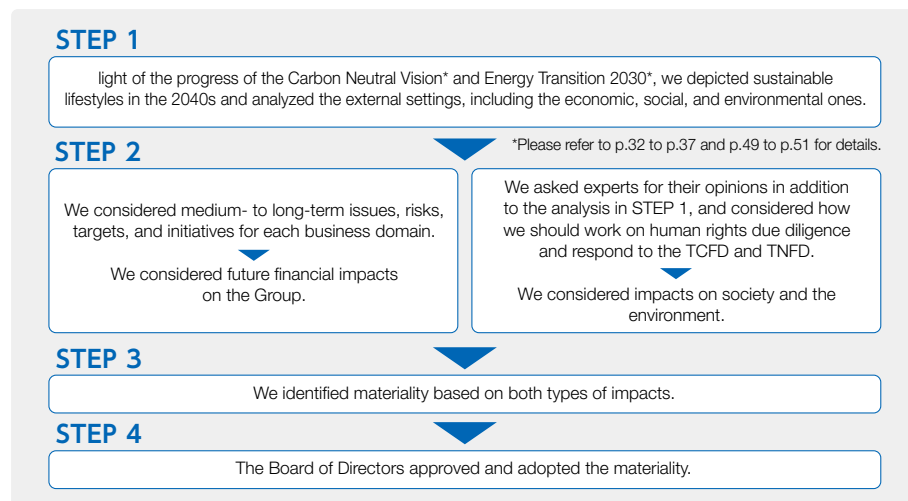 STEP 1
light of the progress of the Carbon Neutral Vision* and Energy Transition 2030*, we depicted sustainable
lifestyles in the 2040s and analyzed the external settings, including the economic, social, and environmental ones.
*Please refer to p.32 to p.37 and p.49 to p.51 for details.
STEP 2
We considered medium- to long-term issues, risks,
targets, and initiatives for each business domain.
We considered future financial impacts
on the Group.
We asked experts for their opinions in addition
to the analysis in STEP 1, and considered how
we should work on human rights due diligence
and respond to the TCFD and TNFD.
We considered impacts on society and the
environment.
STEP 3
We identified materiality based on both types of impacts.
STEP 4
The Board of Directors approved and adopted the materiality.